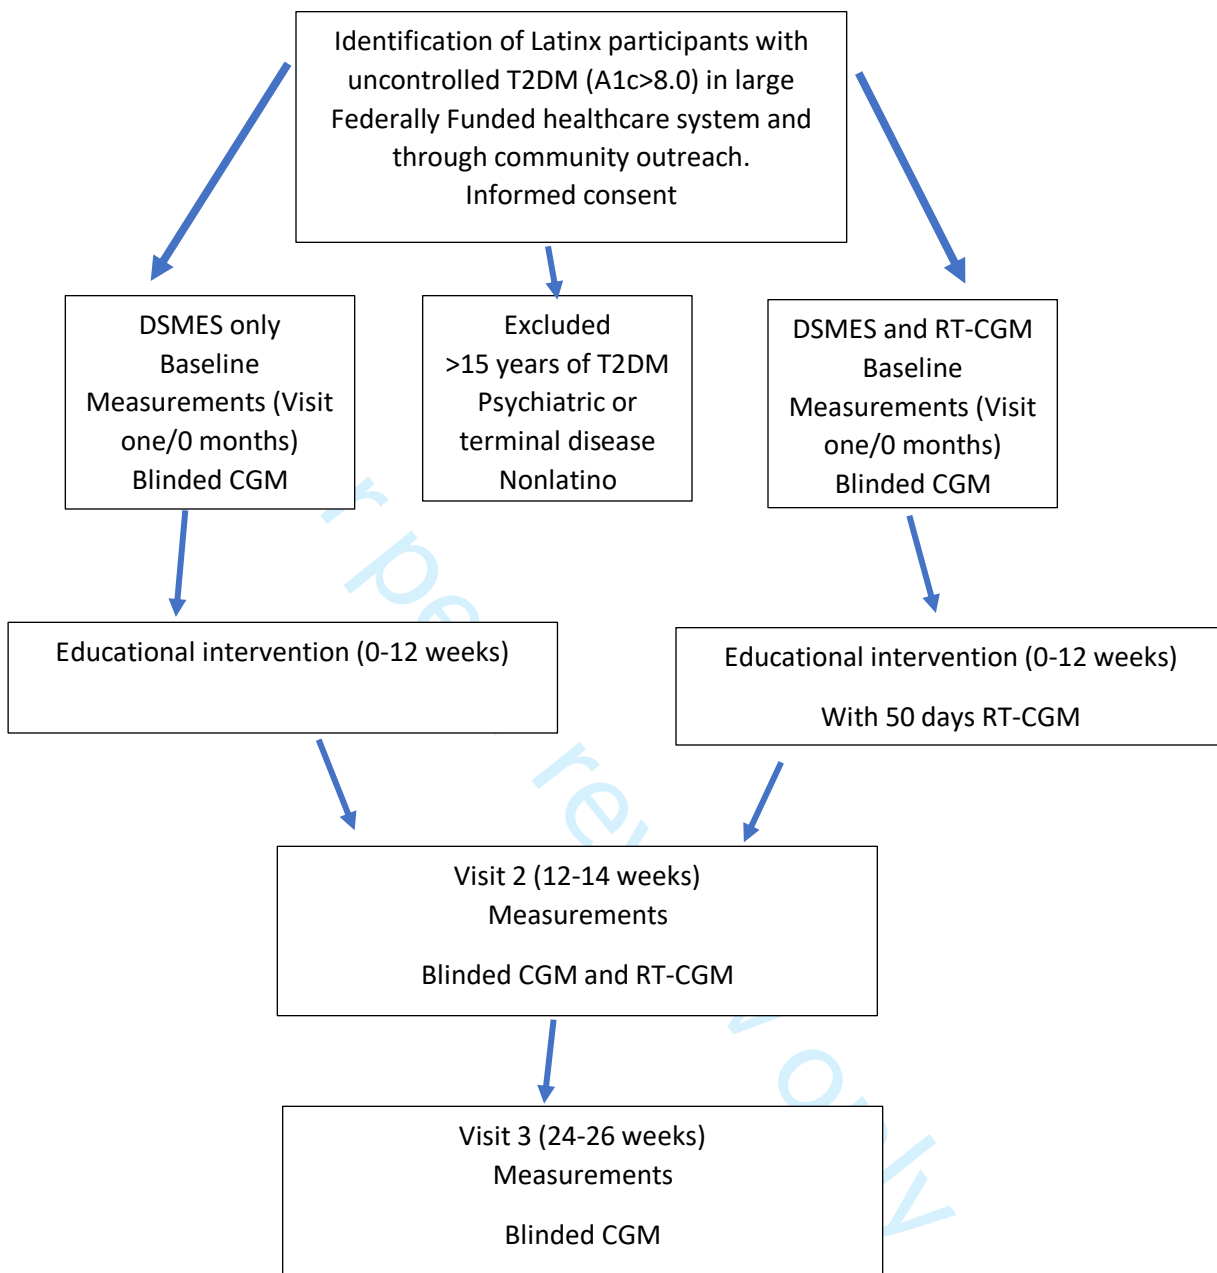 Identification of Latinx participants with
uncontrolled T2DM (A1c>8.0) in large
Federally Funded healthcare system and
through community outreach.
Informed consent
DSMES only
Baseline
Measurements (Visit
one/0 months)
Blinded CGM
Excluded
>15 years of T2DM
Psychiatric or
terminal disease
Nonlatino
DSMES and RT-CGM
Baseline
Measurements (Visit
one/0 months)
Blinded CGM
Educational intervention (0-12 weeks)
Educational intervention (0-12 weeks)
With 50 days RT-CGM
Visit 2 (12-14 weeks)
Measurements
Blinded CGM and RT-CGM
Visit 3 (24-26 weeks)
Measurements
Blinded CGM
only